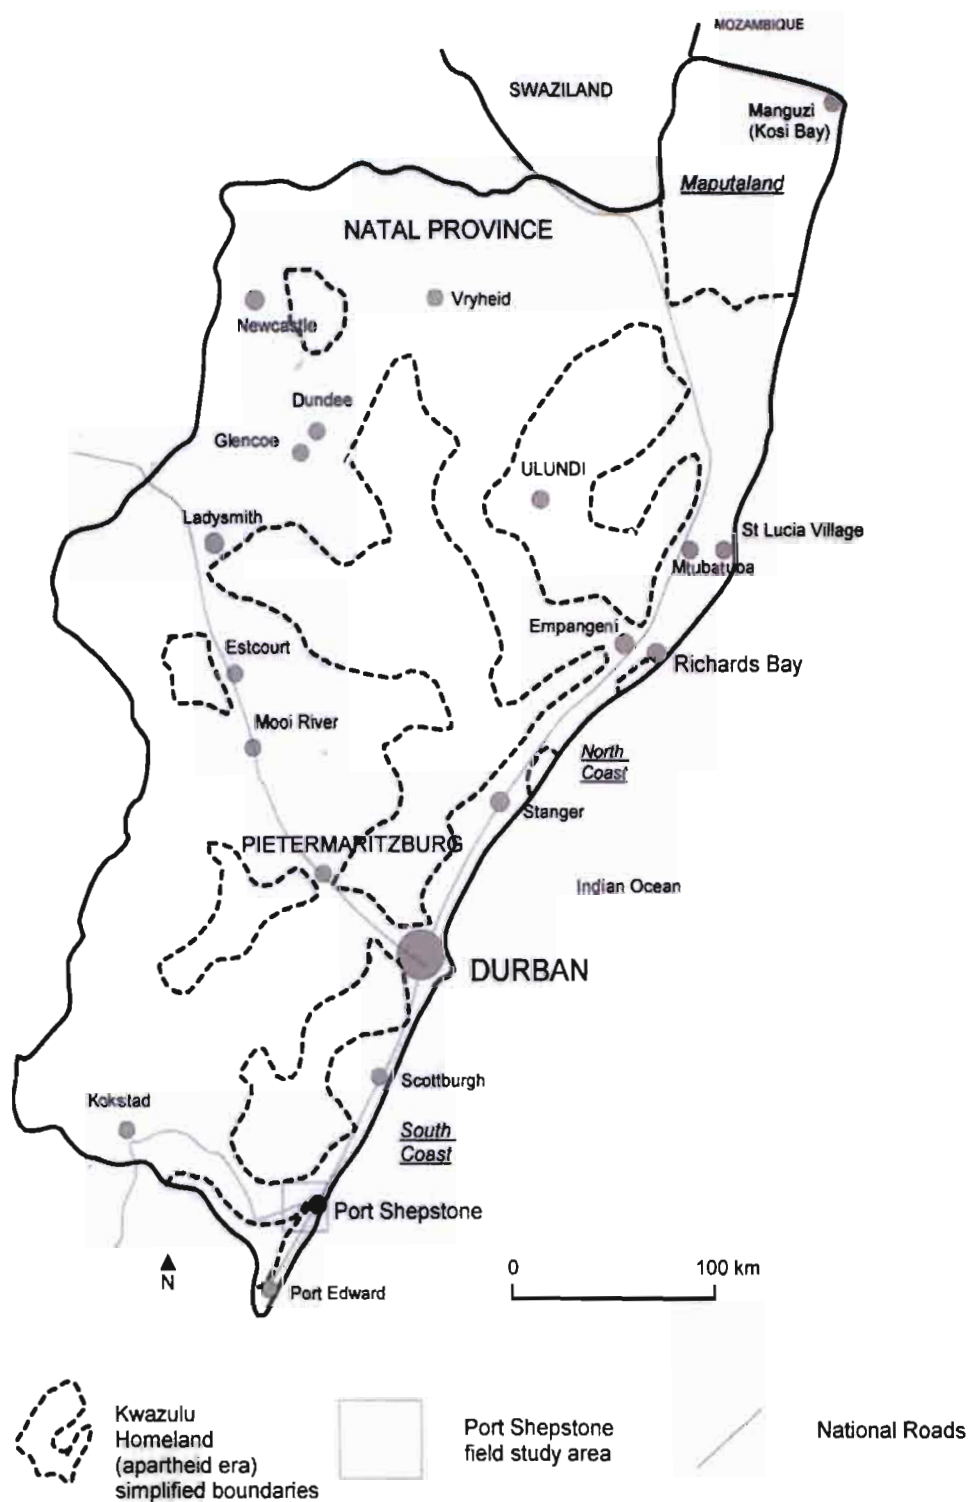 MOZAMBIQUE
SWAZILAND
Manguzi
(Kosi Bay)
Maputaland
NATAL PROVINCE
Vryheid
Newcastle
Dundee
Glencoe
ULUNDI
Ladysmith
St Lucia Village
Mtubatuba
Empangeni
Estcourt
Richards Bay
Mooi River
North
Coast
Stanger
PIETERMARITZBURG
Indian Ocean
DURBAN
Scottburgh
Kokstad
South
Coast
Port Shepstone
N
0 100 km
Port Edward
Kwazulu
Homeland
(apartheid era)
simplified boundaries
Port Shepstone
field study area
National Roads